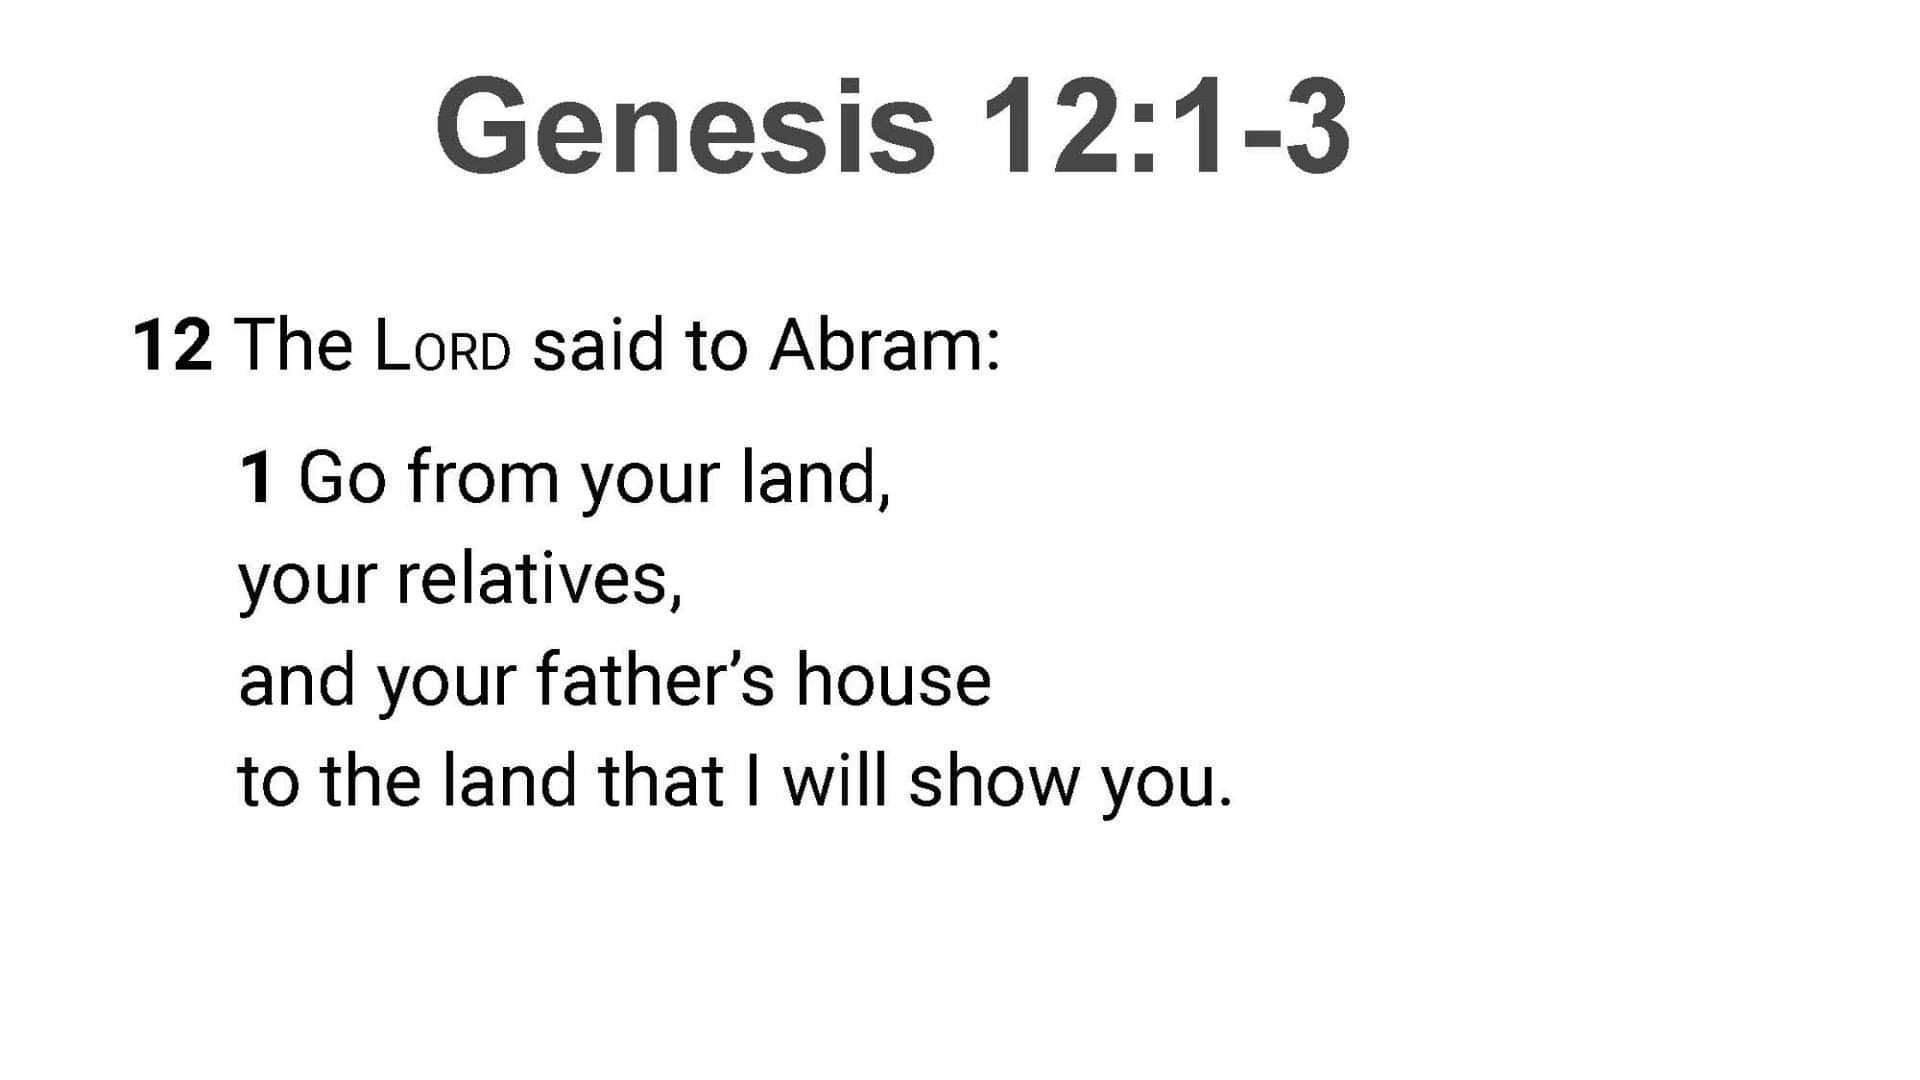 Genesis 12:1-3
12 The LORD said to Abram:
1 Go from your land,
your relatives,
and your father’s house
to the land that I will show you.